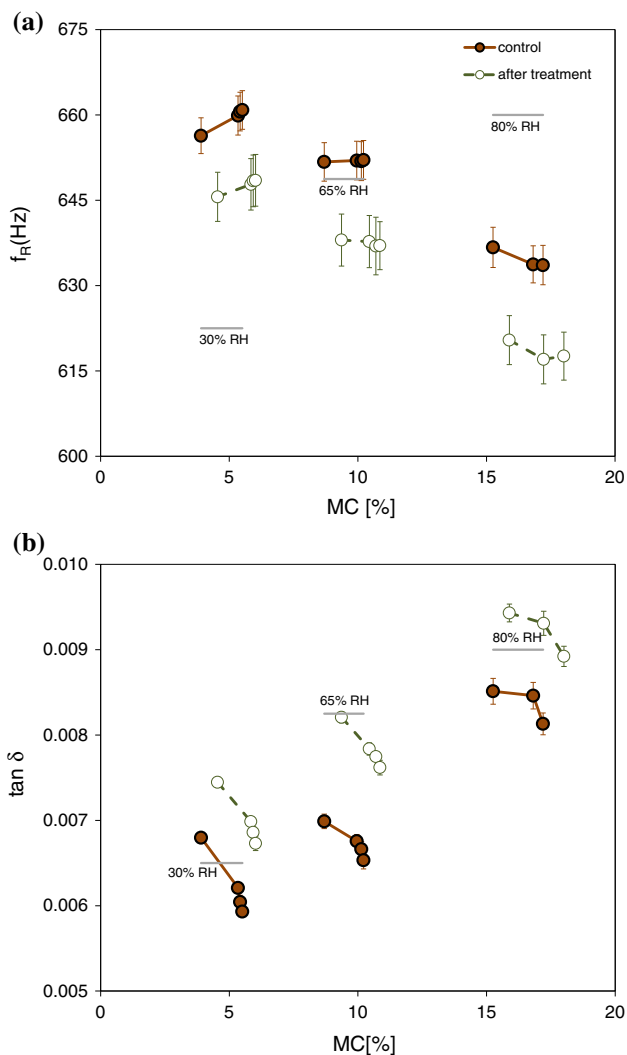 (a)
675
660
645
630
615
600
f_R(Hz)
control
after treatment
80% RH
65% RH
30% RH
0
5
10
15
20
MC [%]
(b)
0.010
0.009
0.008
0.007
0.006
0.005
tan δ
80% RH
65% RH
30% RH
0
5
10
15
20
MC[%]